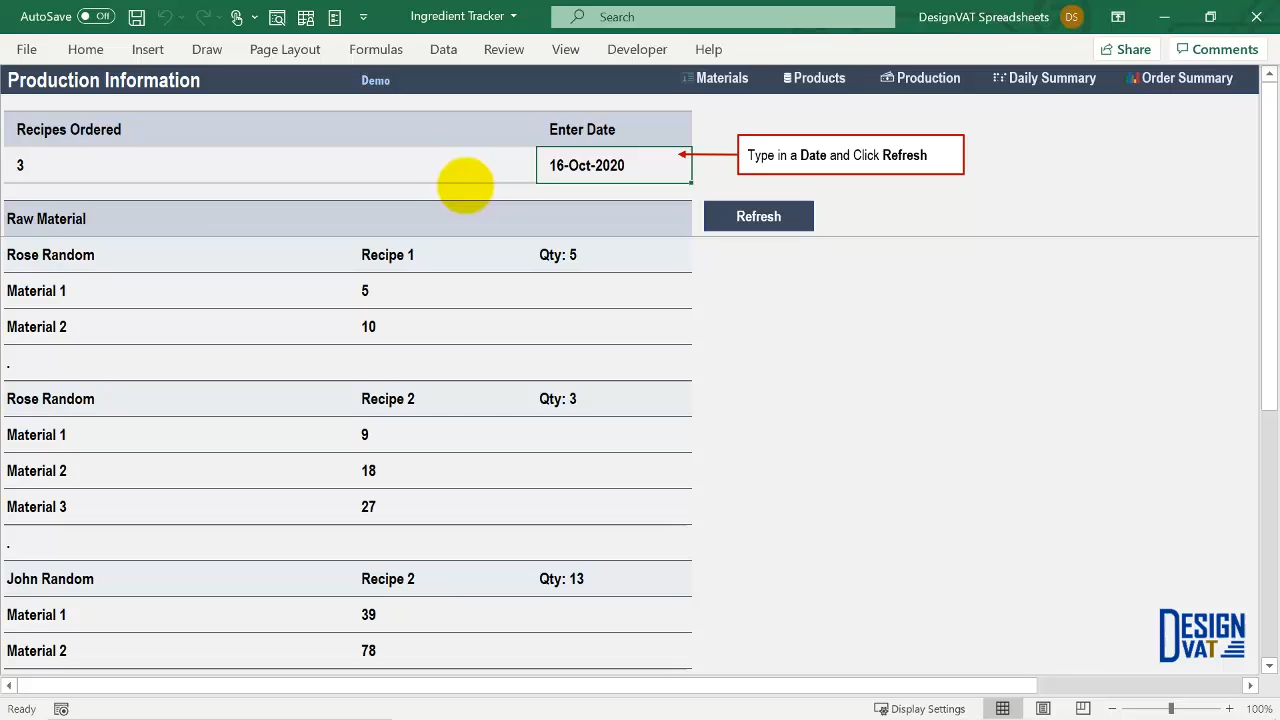 AutoSave Off Ingredient Tracker Search DesignVAT Spreadsheets DS
File Home Insert Draw Page Layout Formulas Data Review View Developer Help Share Comments
Production Information Demo Materials Products Production Daily Summary Order Summary
Recipes Ordered Enter Date
3 16-Oct-2020 Type in a Date and Click Refresh
Raw Material Refresh
Rose Random Recipe 1 Qty: 5
Material 1 5
Material 2 10
.
Rose Random Recipe 2 Qty: 3
Material 1 9
Material 2 18
Material 3 27
.
John Random Recipe 2 Qty: 13
Material 1 39
Material 2 78
DESIGN
VAT
Ready Display Settings 100%